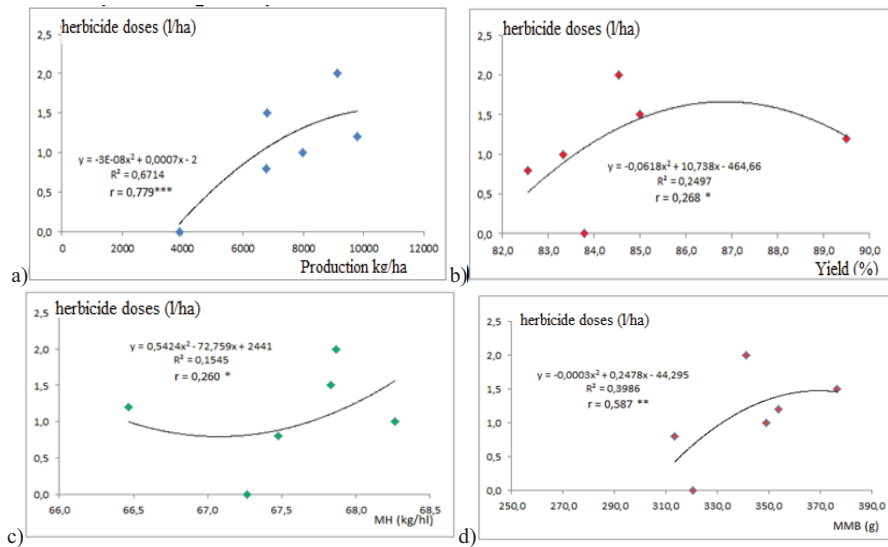 herbicide doses (l/ha)
2,5
2,0
1,5
1,0
0,5
0,0
y = -3E-08x² + 0,0007x - 2
R² = 0,6714
r = 0,779***
0 2000 4000 6000 8000 10000 12000
Production kg/ha
a)
herbicide doses (l/ha)
2,5
2,0
1,5
1,0
0,5
0,0
y = -0,0618x² + 10,738x - 464,66
R² = 0,2497
r = 0,268 *
82,0 83,0 84,0 85,0 86,0 87,0 88,0 89,0 90,0
Yield (%)
b)
herbicide doses (l/ha)
2,5
2,0
1,5
1,0
0,5
0,0
y = 0,5424x² - 72,759x + 2441
R² = 0,1545
r = 0,260 *
66,0 66,5 67,0 67,5 68,0 68,5
MH (kg/hl)
c)
herbicide doses (l/ha)
2,5
2,0
1,5
1,0
0,5
0,0
y = -0,0003x² + 0,2478x - 44,295
R² = 0,3986
r = 0,587 **
250,0 270,0 290,0 310,0 330,0 350,0 370,0 390,0
MMB (g)
d)